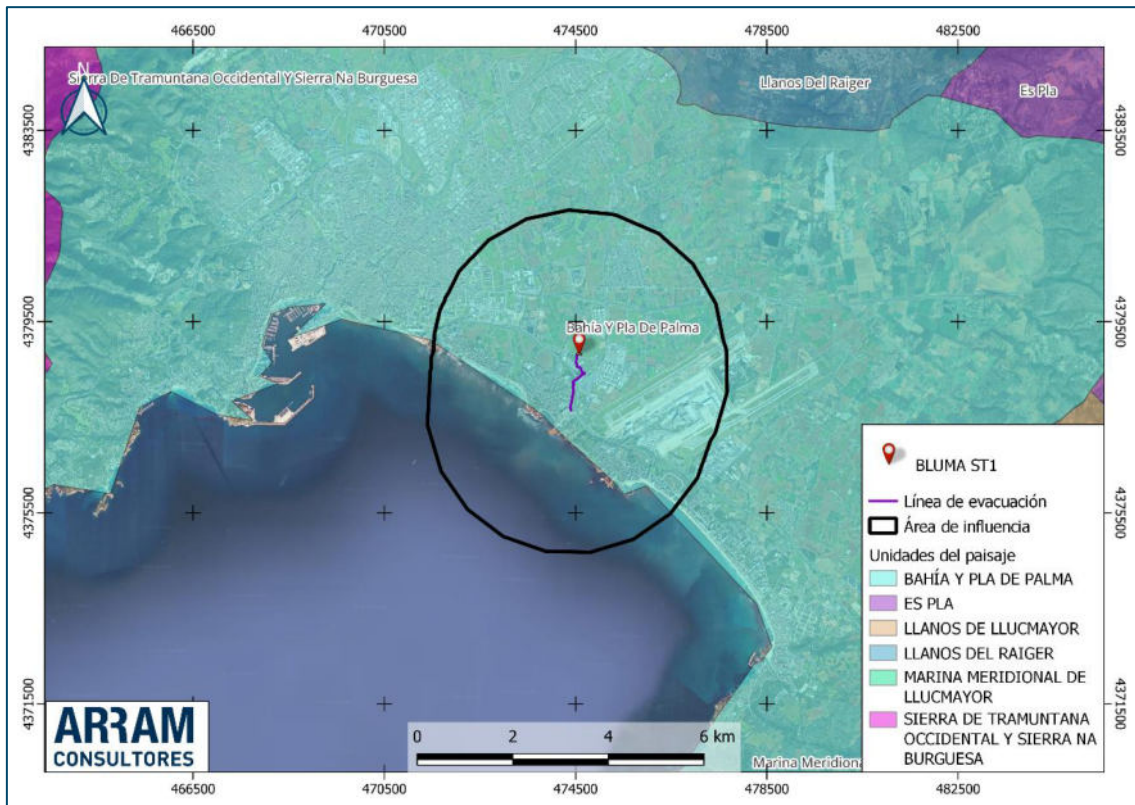 466500 470500 474500 478500 482500
N
Sierra De Tramuntana Occidental Y Sierra Na Burguesa
Llanos Del Raiger
Es Pla
4383500 4383500
4379500 4379500
Bahía Y Pla De Palma
4375500 4375500
4371500 4371500
BLUMA ST1
Línea de evacuación
Área de influencia
Unidades del paisaje
BAHÍA Y PLA DE PALMA
ES PLA
LLANOS DE LLUCMAYOR
LLANOS DEL RAIGER
MARINA MERIDIONAL DE
LLUCMAYOR
SIERRA DE TRAMUNTANA
OCCIDENTAL Y SIERRA NA
BURGUESA
ARRAM
CONSULTORES
0 2 4 6 km
Marina Meridiona
466500 470500 474500 478500 482500